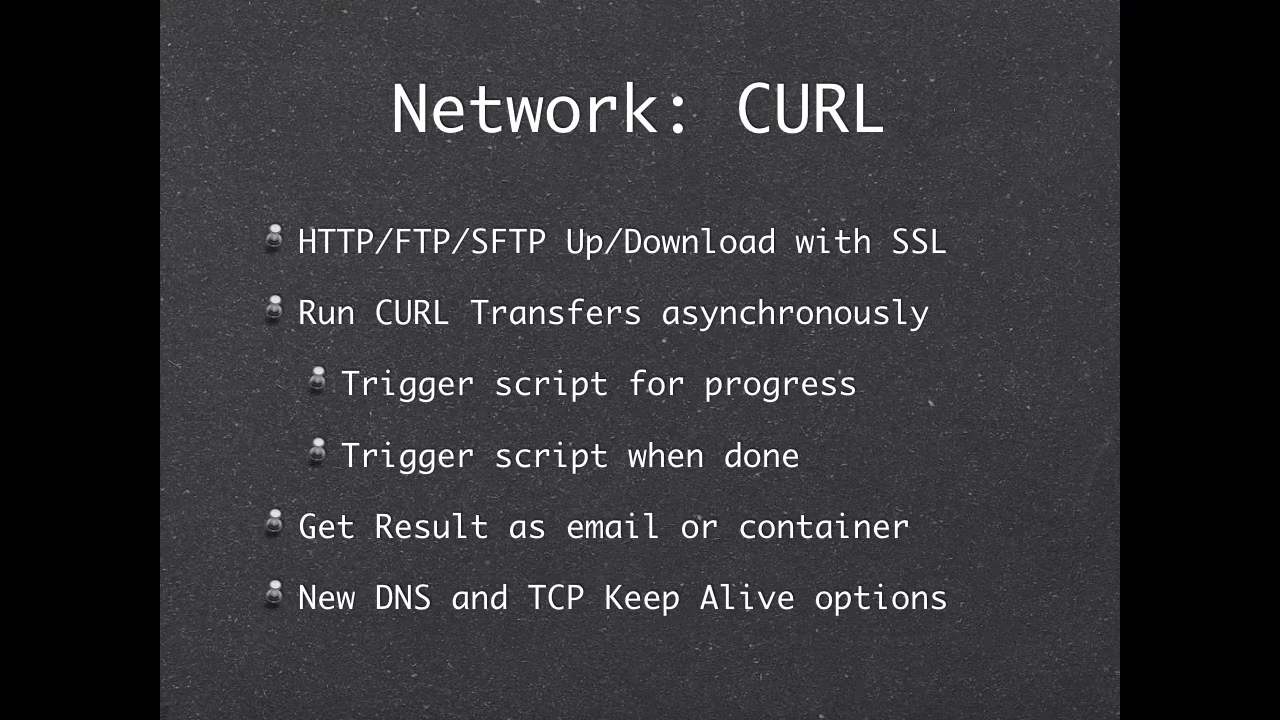 Network: CURL
HTTP/FTP/SFTP Up/Download with SSL
Run CURL Transfers asynchronously
Trigger script for progress
Trigger script when done
Get Result as email or container
New DNS and TCP Keep Alive options